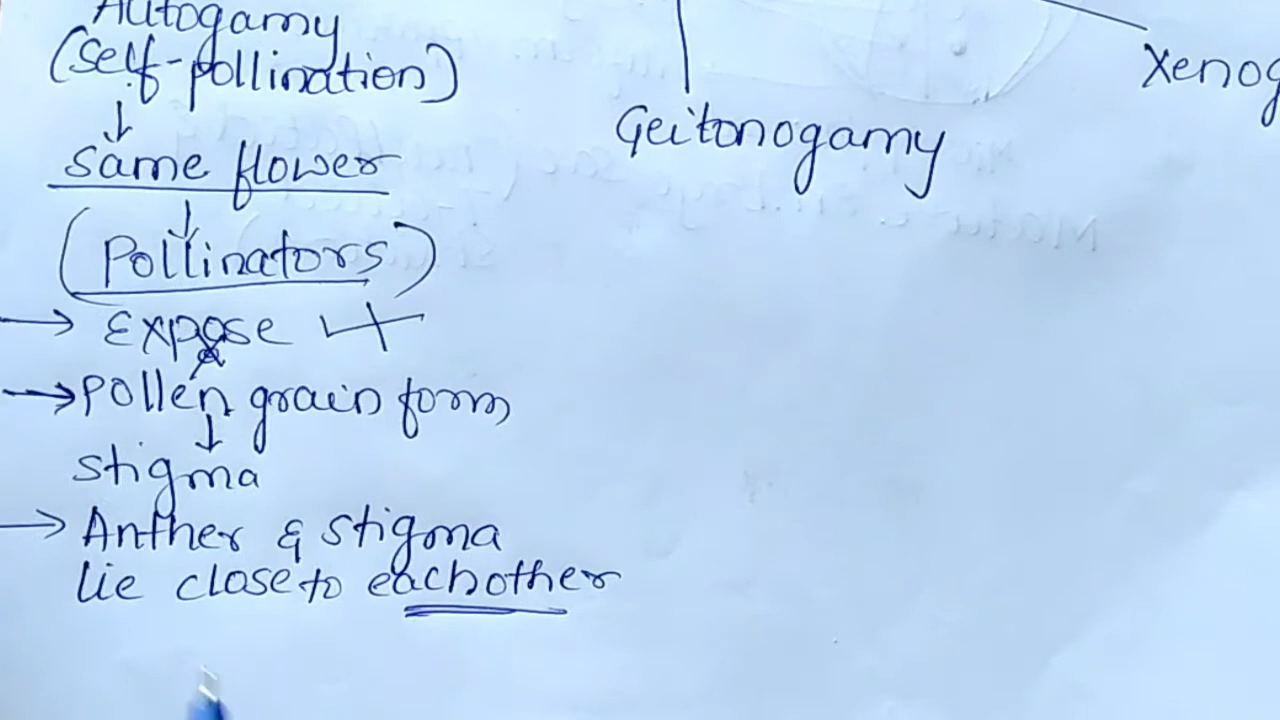 Autogamy
(Self-pollination)
↓
same flower
↓
(Pollinators)
→ Expose
→ Pollen grain form
↓
stigma
→ Anther & stigma
lie close to eachother
Geitonogamy
Xenog